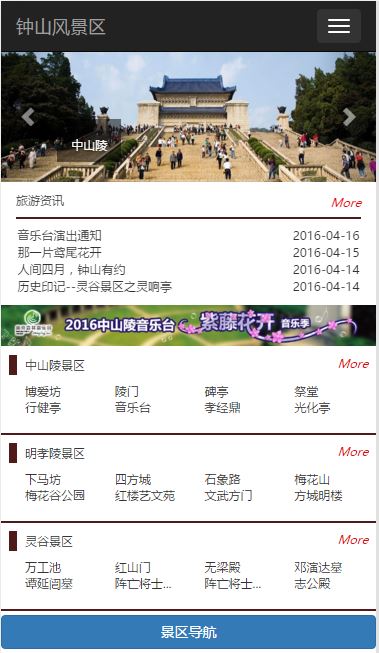 钟山风景区
中山陵
旅游资讯 More
音乐台演出通知 2016-04-16
那一片鸢尾花开 2016-04-15
人间四月，钟山有约 2016-04-14
历史印记--灵谷景区之灵响亭 2016-04-14
2016中山陵音乐台 紫藤花开 音乐季
中山陵景区 More
博爱坊 陵门 碑亭 祭堂
行健亭 音乐台 孝经鼎 光化亭
明孝陵景区 More
下马坊 四方城 石象路 梅花山
梅花谷公园 红楼艺文苑 文武方门 方城明楼
灵谷景区 More
万工池 红山门 无梁殿 邓演达墓
谭延闿墓 阵亡将士... 阵亡将士... 志公殿
景区导航